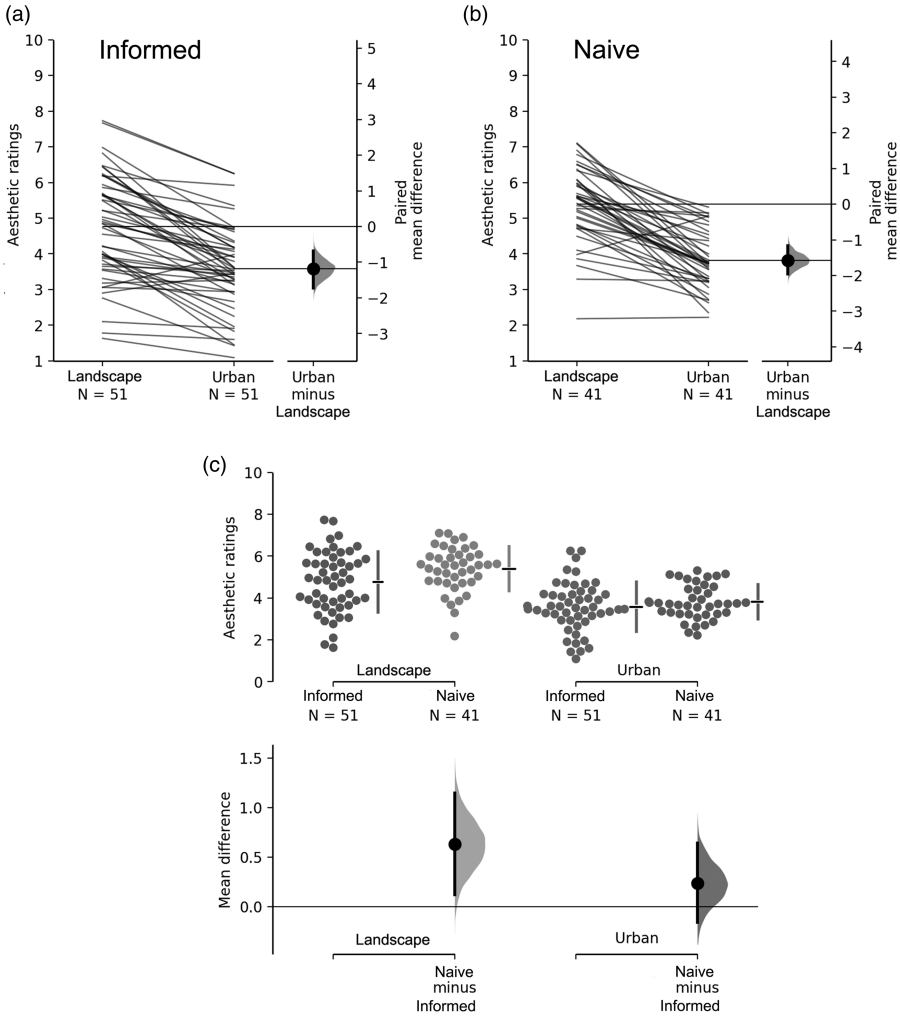 (a)
Informed
Aesthetic ratings
10
9
8
7
6
5
4
3
2
1
5
4
3
2
1
0
−1
−2
−3
Paired
mean difference
Landscape
N = 51
Urban
N = 51
Urban
minus
Landscape
(b)
Naive
Aesthetic ratings
10
9
8
7
6
5
4
3
2
1
4
3
2
1
0
−1
−2
−3
−4
Paired
mean difference
Landscape
N = 41
Urban
N = 41
Urban
minus
Landscape
(c)
Aesthetic ratings
10
8
6
4
2
0
Landscape
Urban
Informed
N = 51
Naive
N = 41
Informed
N = 51
Naive
N = 41
Mean difference
1.5
1.0
0.5
0.0
Landscape
Urban
Naive
minus
Informed
Naive
minus
Informed